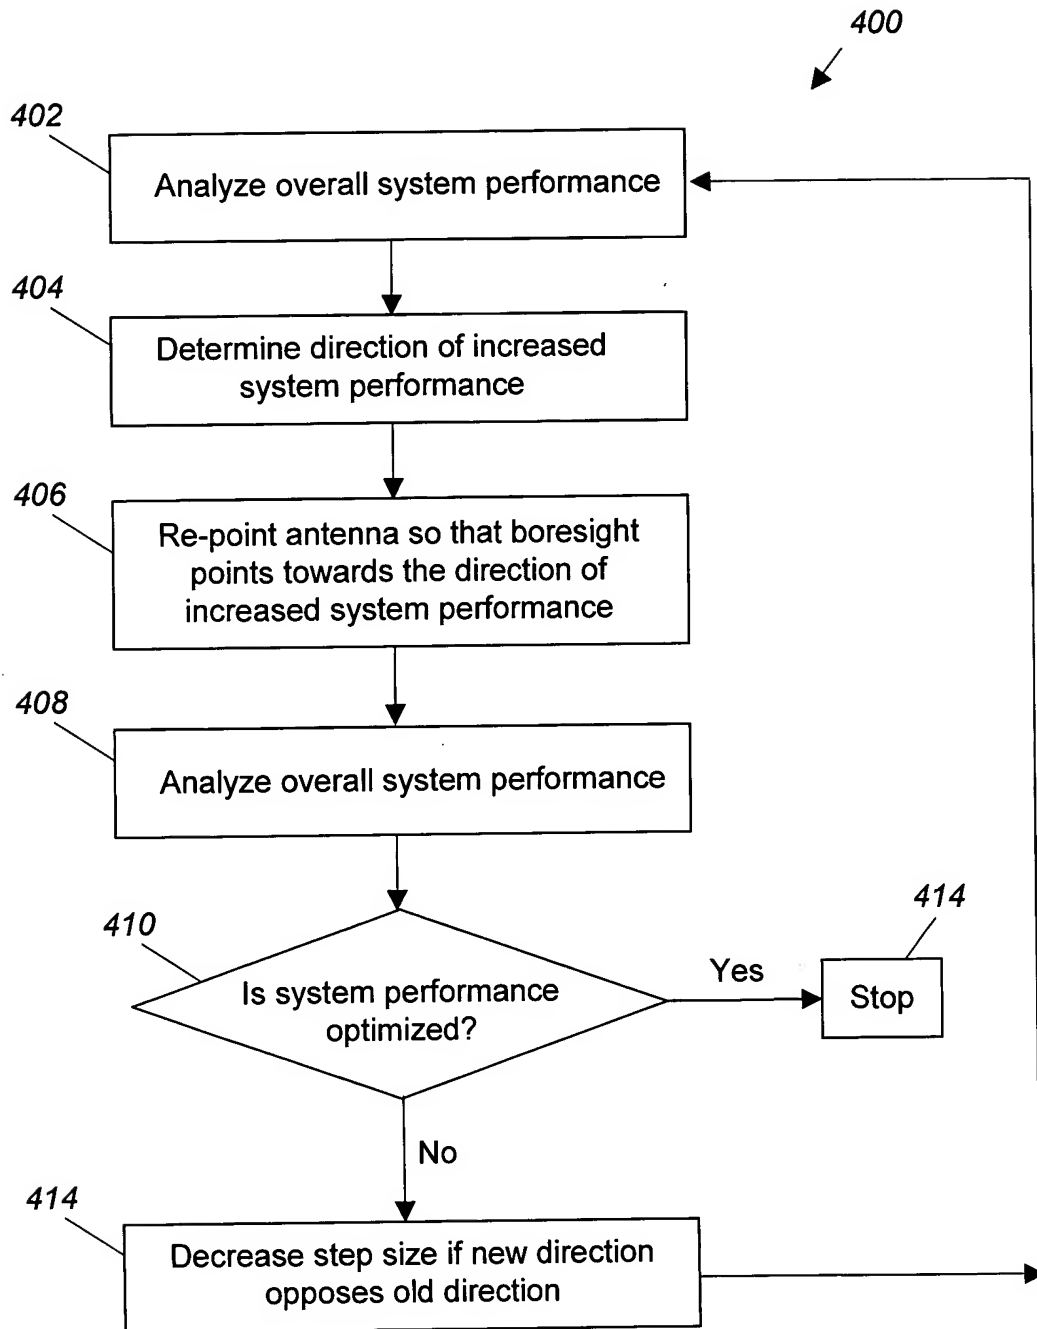 400
402
Analyze overall system performance
404
Determine direction of increased
system performance
406
Re-point antenna so that boresight
points towards the direction of
increased system performance
408
Analyze overall system performance
410
Is system performance
optimized?
Yes
414
Stop
No
414
Decrease step size if new direction
opposes old direction